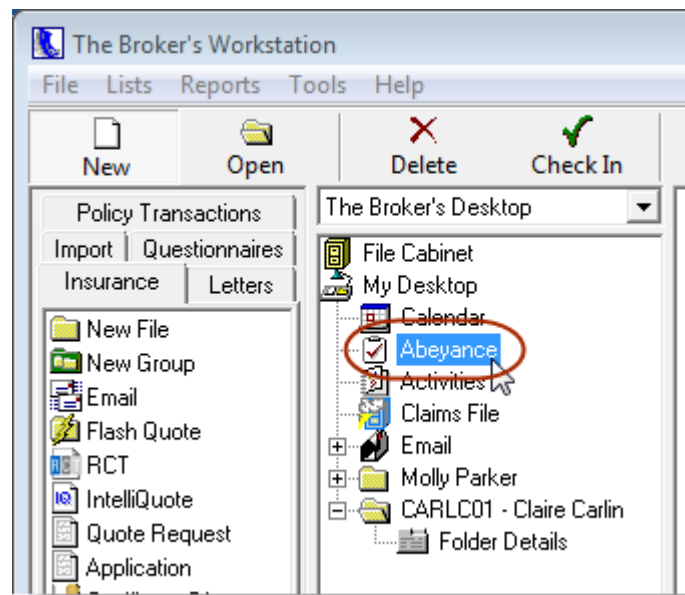 The Broker's Workstation
File Lists Reports Tools Help
New Open Delete Check In
Policy Transactions
Import Questionnaires
Insurance Letters
New File
New Group
Email
Flash Quote
RCT
IntelliQuote
Quote Request
Application
The Broker's Desktop
File Cabinet
My Desktop
Calendar
Abeyance
Activities
Claims File
Email
Molly Parker
CARLC01 - Claire Carlin
Folder Details